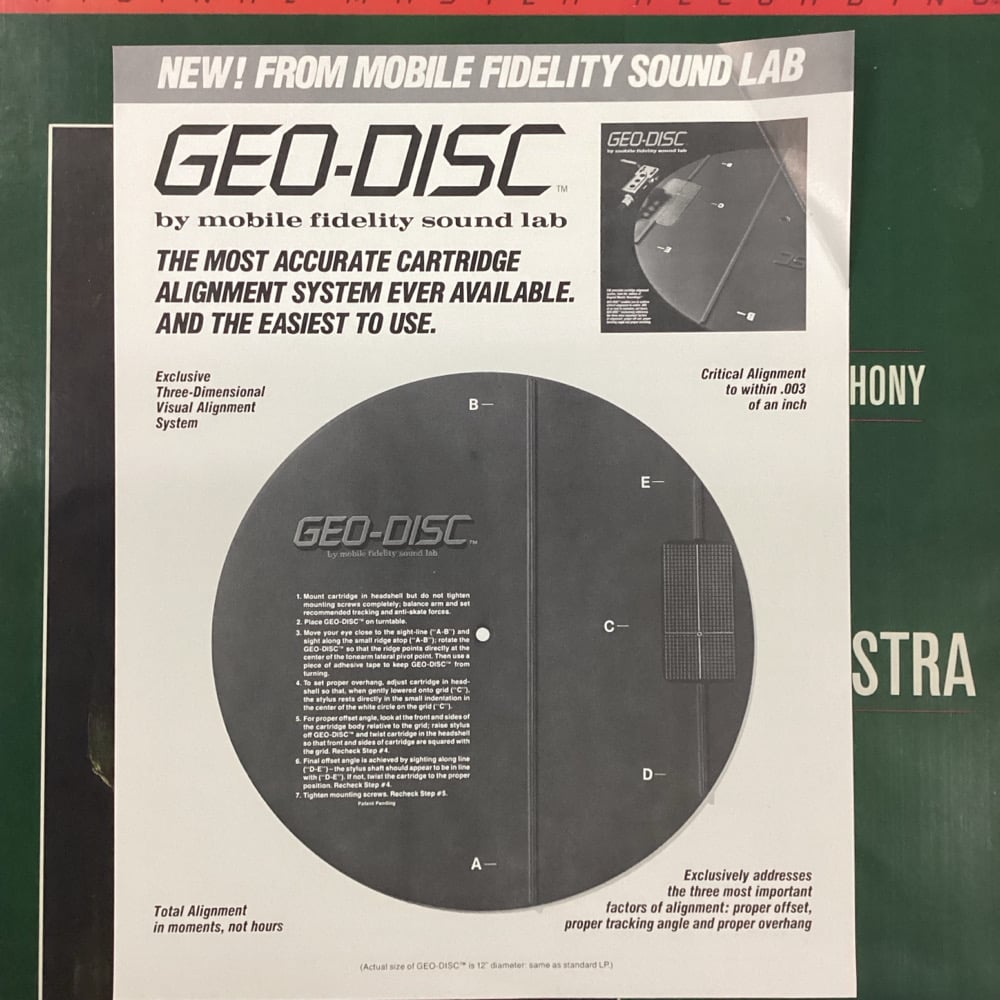 NEW! FROM MOBILE FIDELITY SOUND LAB
GEO-DISC™
by mobile fidelity sound lab
THE MOST ACCURATE CARTRIDGE
ALIGNMENT SYSTEM EVER AVAILABLE.
AND THE EASIEST TO USE.
GEO-DISC
by mobile fidelity sound lab
B
Exclusive
Three-Dimensional
Visual Alignment
System
Critical Alignment
to within .003
of an inch
HONY
STRA
B—
E—
GEO-DISC™
by mobile fidelity sound lab
1. Mount cartridge in headshell but do not tighten
mounting screws completely; balance arm and set
recommended tracking and anti-skate forces.
2. Place GEO-DISC™ on turntable.
3. Move your eye close to the sight-line ("A-B") and
sight along the small ridge atop ("A-B"); rotate the
GEO-DISC™ so that the ridge points directly at the
center of the tonearm lateral pivot point. Then use a
piece of adhesive tape to keep GEO-DISC™ from
turning.
4. To set proper overhang, adjust cartridge in head-
shell so that, when gently lowered onto grid ("C"),
the stylus rests directly in the small indentation in
the center of the white circle on the grid ("C").
5. For proper offset angle, look at the front and sides of
the cartridge body relative to the grid; raise stylus
off GEO-DISC™ and twist cartridge in the headshell
so that front and sides of cartridge are squared with
the grid. Recheck Step #4.
6. Final offset angle is achieved by sighting along line
("D-E")—the stylus shaft should appear to be in line
with ("D-E"). If not, twist the cartridge to the proper
position. Recheck Step #4.
7. Tighten mounting screws. Recheck Step #5.
Patent Pending
C—
D—
A—
Total Alignment
in moments, not hours
Exclusively addresses
the three most important
factors of alignment: proper offset,
proper tracking angle and proper overhang
(Actual size of GEO-DISC™ is 12" diameter: same as standard LP.)